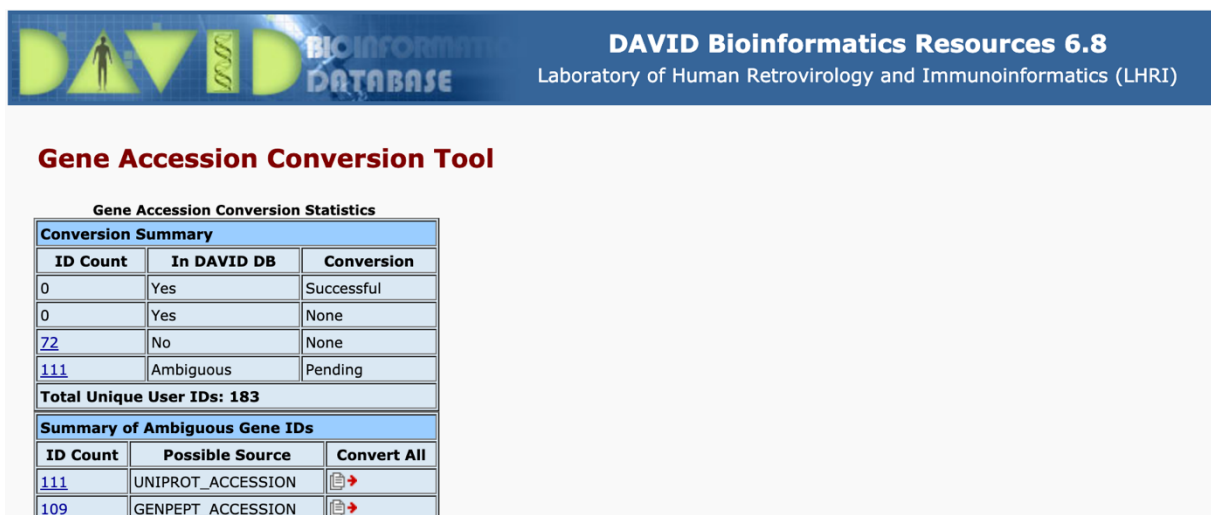 DAVID BIOINFORMATICS DATABASE
DAVID Bioinformatics Resources 6.8
Laboratory of Human Retrovirology and Immunoinformatics (LHRI)
Gene Accession Conversion Tool
Gene Accession Conversion Statistics
Conversion Summary
ID Count In DAVID DB Conversion
0 Yes Successful
0 Yes None
72 No None
111 Ambiguous Pending
Total Unique User IDs: 183
Summary of Ambiguous Gene IDs
ID Count Possible Source Convert All
111 UNIPROT_ACCESSION
109 GENPEPT_ACCESSION